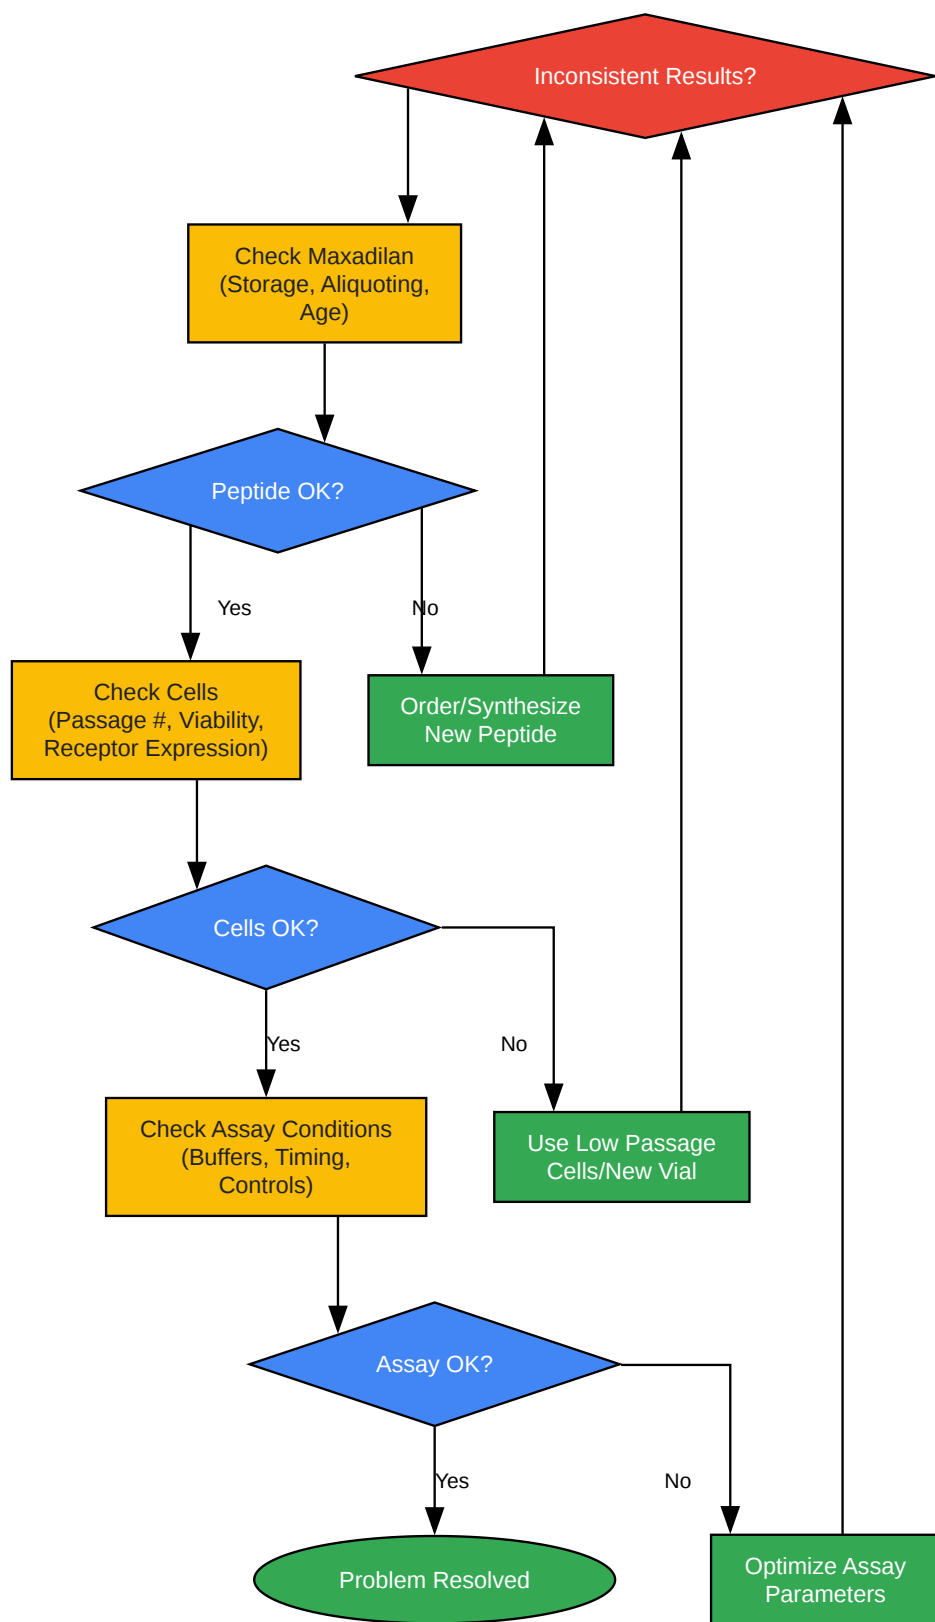 Inconsistent Results?
Check Maxadilan
(Storage, Aliquoting,
Age)
Peptide OK?
Yes
No
Check Cells
(Passage #, Viability,
Receptor Expression)
Order/Synthesize
New Peptide
Cells OK?
Yes
No
Check Assay Conditions
(Buffers, Timing,
Controls)
Use Low Passage
Cells/New Vial
Assay OK?
Yes
No
Problem Resolved
Optimize Assay
Parameters